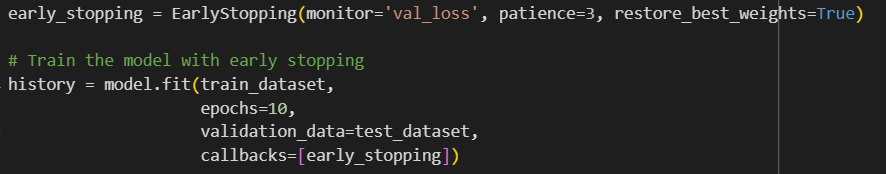 early_stopping = EarlyStopping(monitor='val_loss', patience=3, restore_best_weights=True)
# Train the model with early stopping
history = model.fit(train_dataset,
epochs=10,
validation_data=test_dataset,
callbacks=[early_stopping])